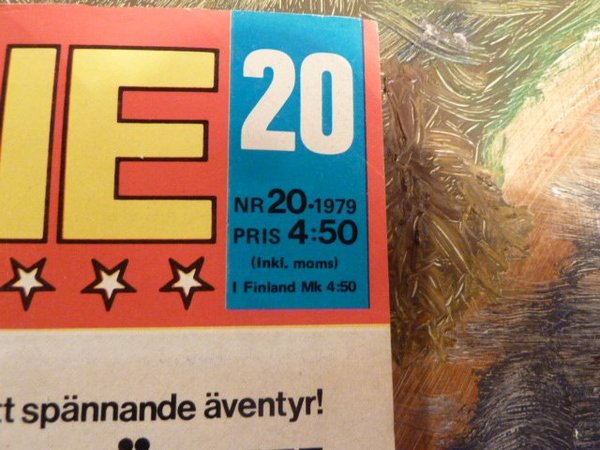 IE
20
NR 20•1979
PRIS 4:50
(Inkl. moms)
I Finland Mk 4:50
tt spännande äventyr!